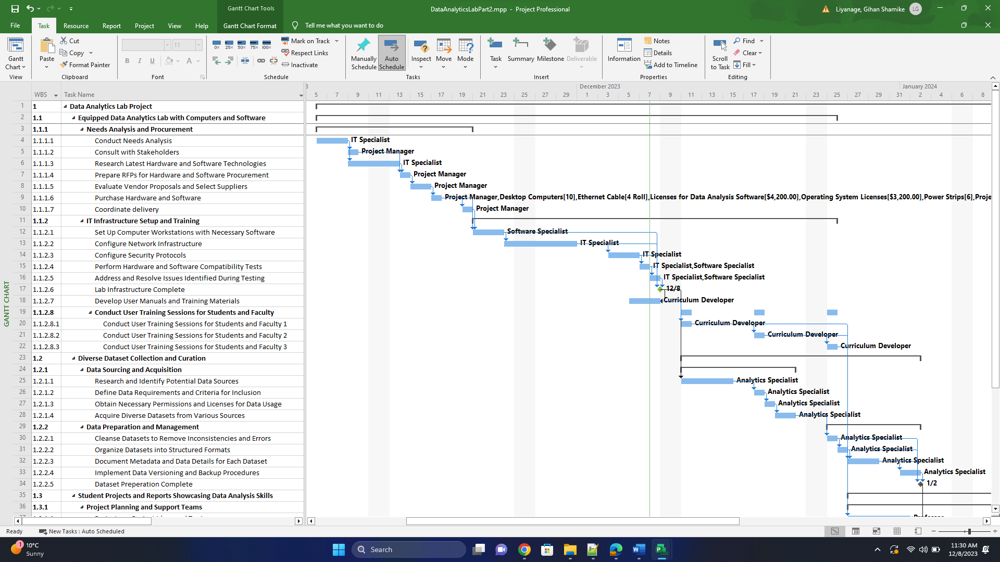 Gantt Chart Tools
DataAnalyticsLabPart2.mpp - Project Professional
Liyanage, Gihan Shamike
LG
File Task Resource Report Project View Help Gantt Chart Format Tell me what you want to do
Gantt Chart
View
Paste
Cut
Copy
Format Painter
Clipboard
11
B I U A
Font
0% 25% 50% 75% 100%
Mark on Track
Respect Links
Inactivate
Schedule
Manually Schedule
Auto Schedule
Inspect
Move
Mode
Tasks
Task
Summary
Milestone
Deliverable
Insert
Information
Notes
Details
Add to Timeline
Properties
Scroll to Task
Find
Clear
Fill
Editing
WBS Task Name
December 2023 January 2024
5 7 9 11 13 15 17 19 21 23 25 27 29 1 3 5 7 9 11 13 15 17 19 21 23 25 27 29 31 2 4 6 8
GANTT CHART
1 1 Data Analytics Lab Project
2 1.1 Equipped Data Analytics Lab with Computers and Software
3 1.1.1 Needs Analysis and Procurement
4 1.1.1.1 Conduct Needs Analysis IT Specialist
5 1.1.1.2 Consult with Stakeholders Project Manager
6 1.1.1.3 Research Latest Hardware and Software Technologies IT Specialist
7 1.1.1.4 Prepare RFPs for Hardware and Software Procurement Project Manager
8 1.1.1.5 Evaluate Vendor Proposals and Select Suppliers Project Manager
9 1.1.1.6 Purchase Hardware and Software Project Manager,Desktop Computers[10],Ethernet Cable[4 Roll],Licenses for Data Analysis Software[$4,200.00],Operating System Licenses[$3,200.00],Power Strips[6],Proje
10 1.1.1.7 Coordinate delivery Project Manager
11 1.1.2 IT Infrastructure Setup and Training
12 1.1.2.1 Set Up Computer Workstations with Necessary Software Software Specialist
13 1.1.2.2 Configure Network Infrastructure IT Specialist
14 1.1.2.3 Configure Security Protocols IT Specialist
15 1.1.2.4 Perform Hardware and Software Compatibility Tests IT Specialist,Software Specialist
16 1.1.2.5 Address and Resolve Issues Identified During Testing IT Specialist,Software Specialist
17 1.1.2.6 Lab Infrastructure Complete 12/8
18 1.1.2.7 Develop User Manuals and Training Materials Curriculum Developer
19 1.1.2.8 Conduct User Training Sessions for Students and Faculty
20 1.1.2.8.1 Conduct User Training Sessions for Students and Faculty 1 Curriculum Developer
21 1.1.2.8.2 Conduct User Training Sessions for Students and Faculty 2 Curriculum Developer
22 1.1.2.8.3 Conduct User Training Sessions for Students and Faculty 3 Curriculum Developer
23 1.2 Diverse Dataset Collection and Curation
24 1.2.1 Data Sourcing and Acquisition
25 1.2.1.1 Research and Identify Potential Data Sources Analytics Specialist
26 1.2.1.2 Define Data Requirements and Criteria for Inclusion Analytics Specialist
27 1.2.1.3 Obtain Necessary Permissions and Licenses for Data Usage Analytics Specialist
28 1.2.1.4 Acquire Diverse Datasets from Various Sources Analytics Specialist
29 1.2.2 Data Preparation and Management
30 1.2.2.1 Cleanse Datasets to Remove Inconsistencies and Errors Analytics Specialist
31 1.2.2.2 Organize Datasets into Structured Formats Analytics Specialist
32 1.2.2.3 Document Metadata and Data Details for Each Dataset Analytics Specialist
33 1.2.2.4 Implement Data Versioning and Backup Procedures Analytics Specialist
34 1.2.2.5 Dataset Preperation Complete 1/2
35 1.3 Student Projects and Reports Showcasing Data Analysis Skills
36 1.3.1 Project Planning and Support Teams
Ready New Tasks : Auto Scheduled
1 10°C
Sunny
Search
11:30 AM
12/8/2023